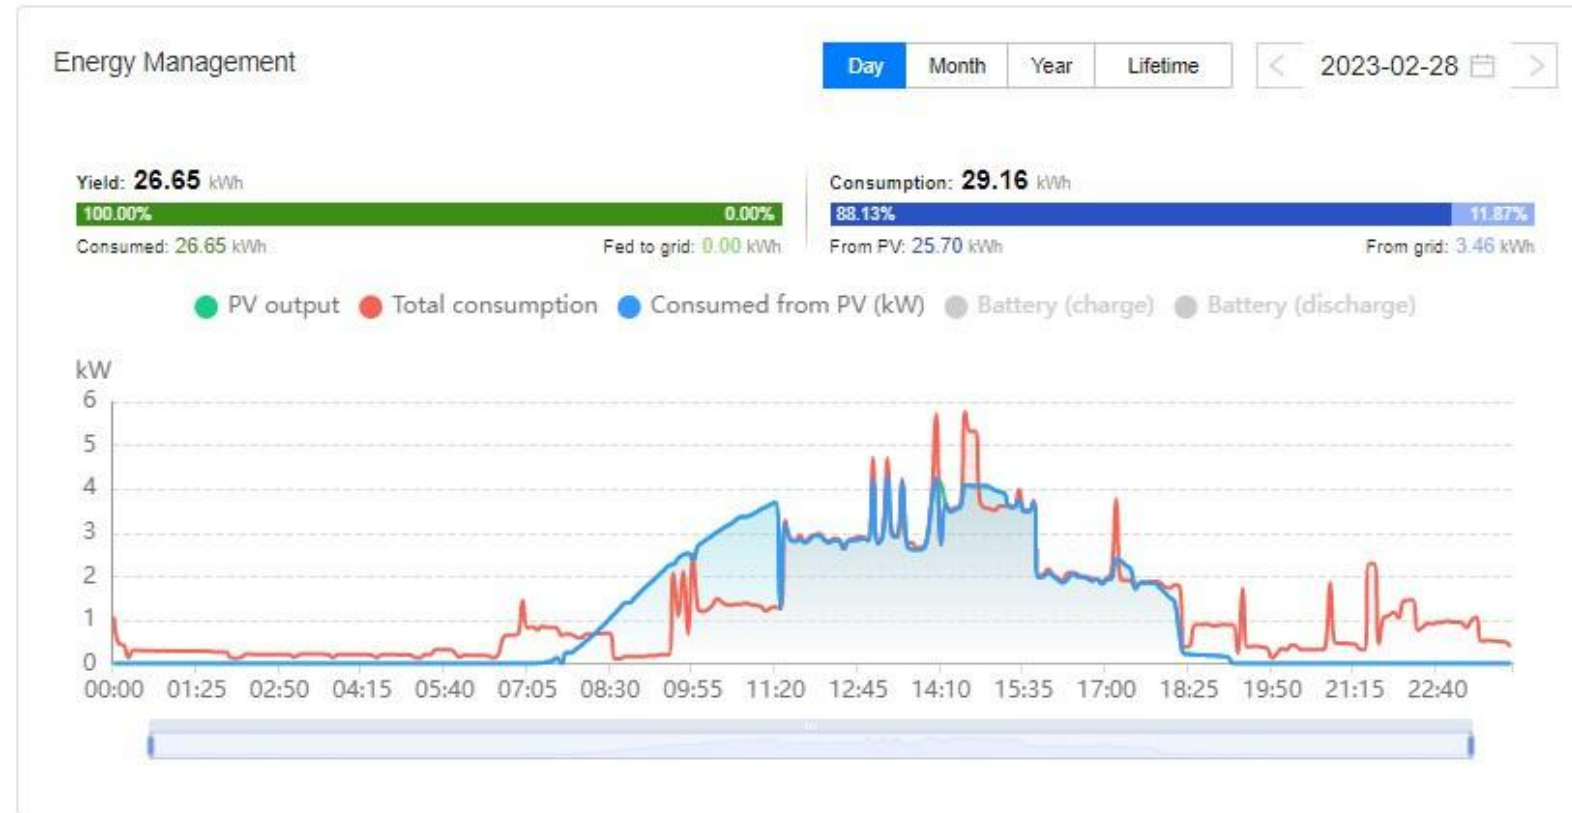 Energy Management
Day Month Year Lifetime < 2023-02-28 >
Yield: 26.65 kWh
Consumption: 29.16 kWh
100.00% 0.00%
88.13% 11.87%
Consumed: 26.65 kWh Fed to grid: 0.00 kWh
From PV: 25.70 kWh From grid: 3.46 kWh
PV output Total consumption Consumed from PV (kW) Battery (charge) Battery (discharge)
kW
6
5
4
3
2
1
0
00:00 01:25 02:50 04:15 05:40 07:05 08:30 09:55 11:20 12:45 14:10 15:35 17:00 18:25 19:50 21:15 22:40